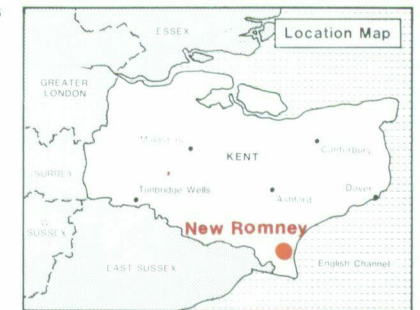 ESSEX
Location Map
GREATER
LONDON
Maidstone
KENT
Canterbury
SURREY
Tunbridge Wells
Ashford
Dover
New Romney
W.
SUSSEX
EAST SUSSEX
English Channel